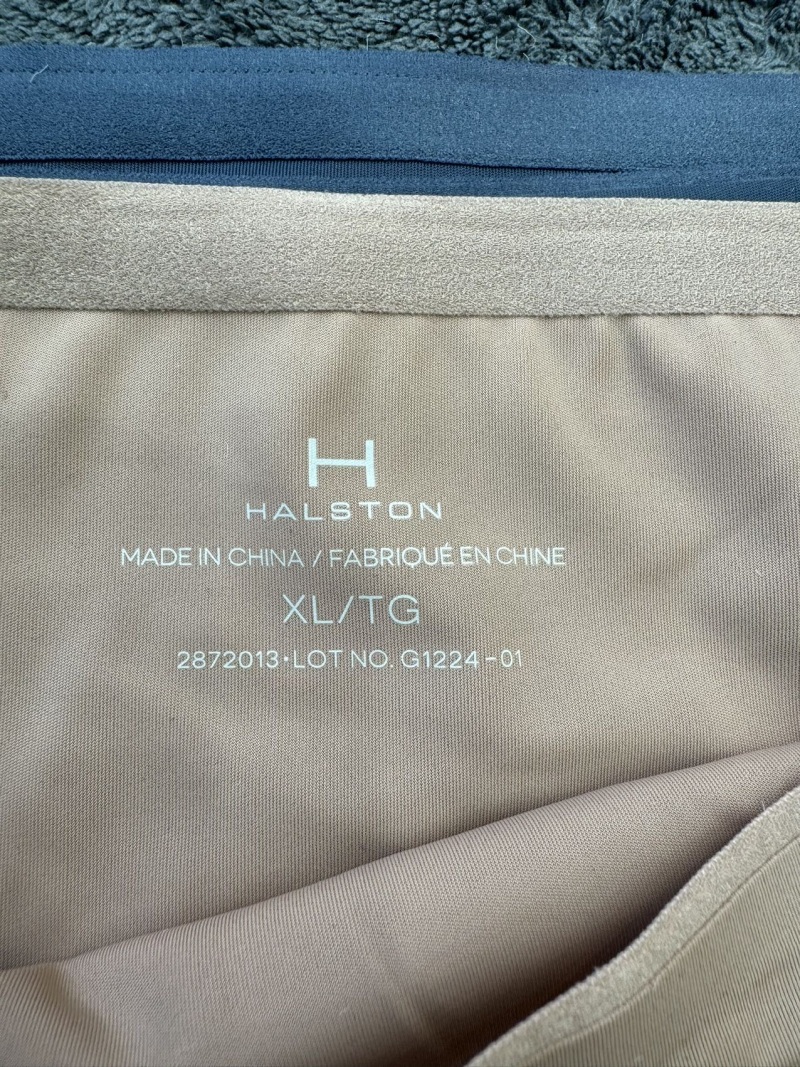 H
HALSTON
MADE IN CHINA / FABRIQUÉ EN CHINE
XL/TG
2872013•LOT NO. G1224-01